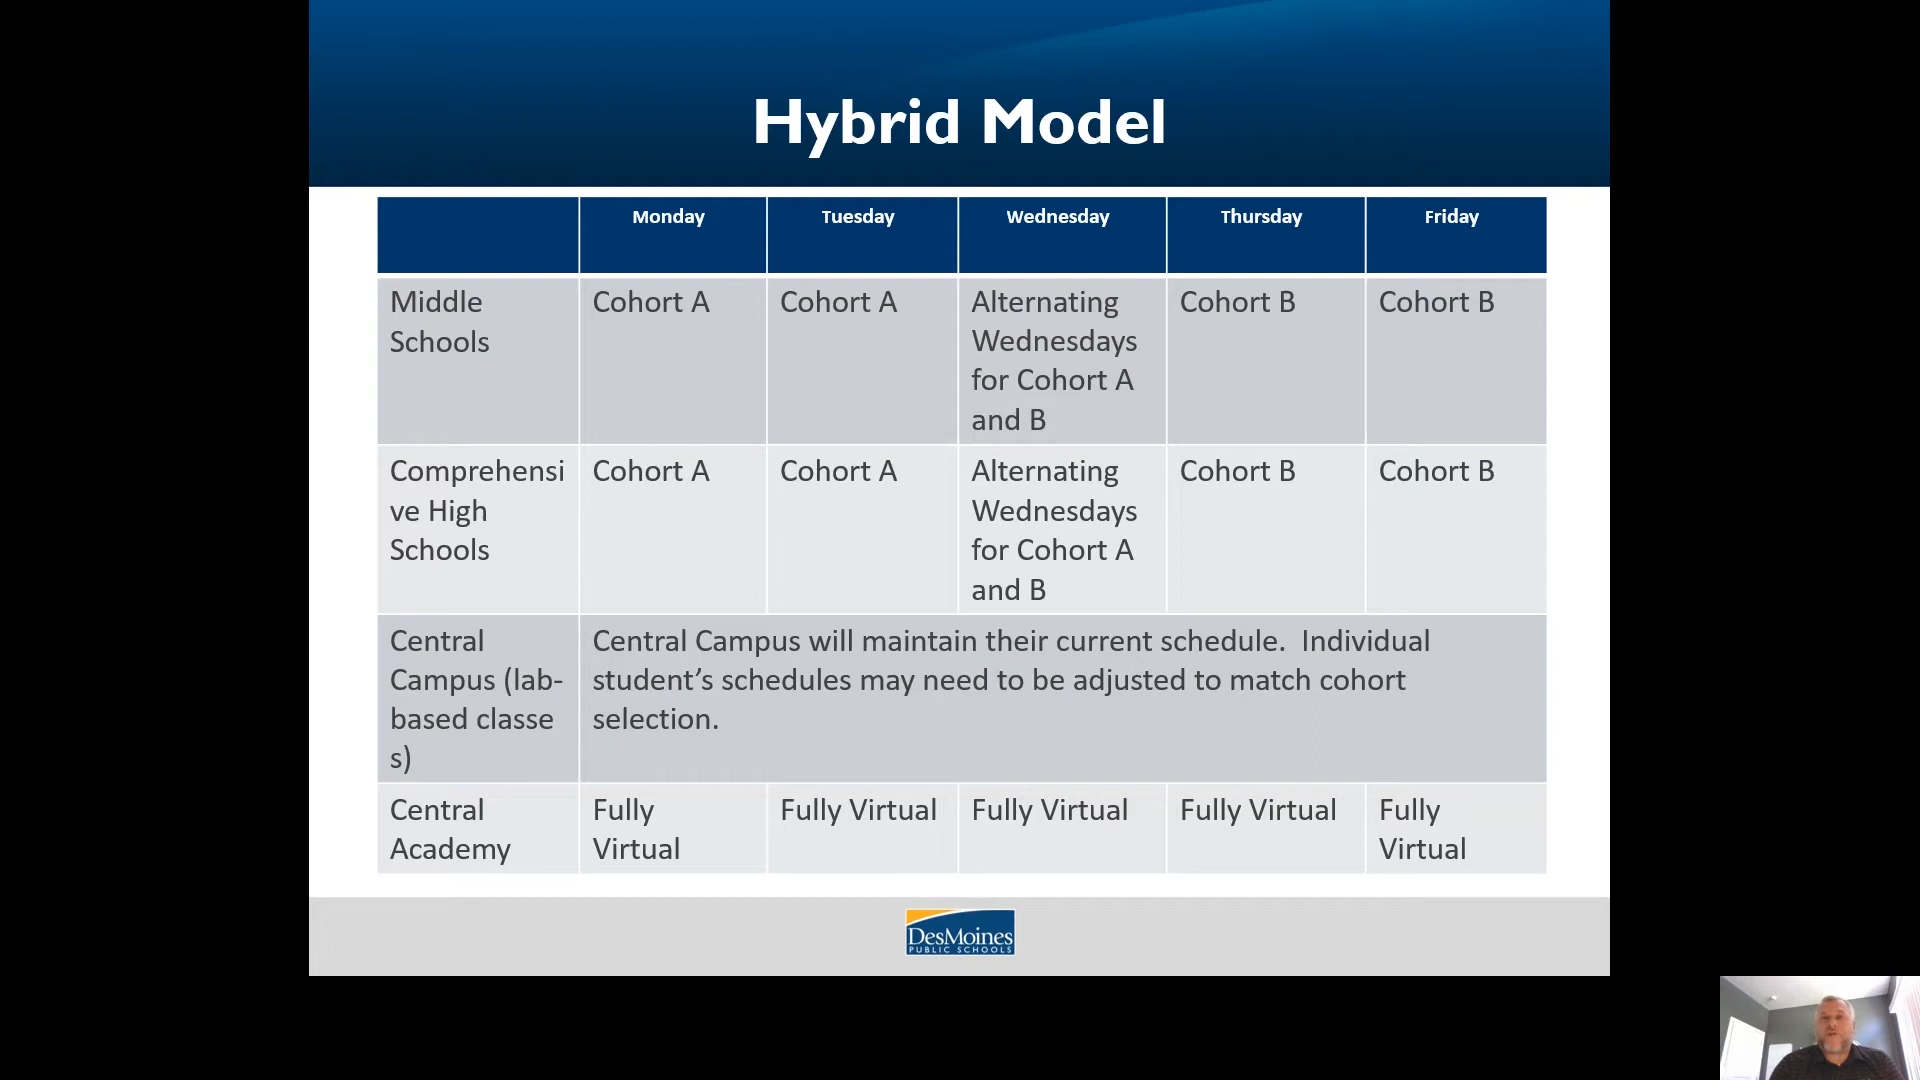 Hybrid Model
Monday
Tuesday
Wednesday
Thursday
Friday
Middle
Schools
Cohort A
Cohort A
Alternating
Wednesdays
for Cohort A
and B
Cohort B
Cohort B
Comprehensi
ve High
Schools
Cohort A
Cohort A
Alternating
Wednesdays
for Cohort A
and B
Cohort B
Cohort B
Central
Campus (lab-
based classe
s)
Central Campus will maintain their current schedule.  Individual
student’s schedules may need to be adjusted to match cohort
selection.
Central
Academy
Fully
Virtual
Fully Virtual
Fully Virtual
Fully Virtual
Fully
Virtual
DesMoines
PUBLIC SCHOOLS